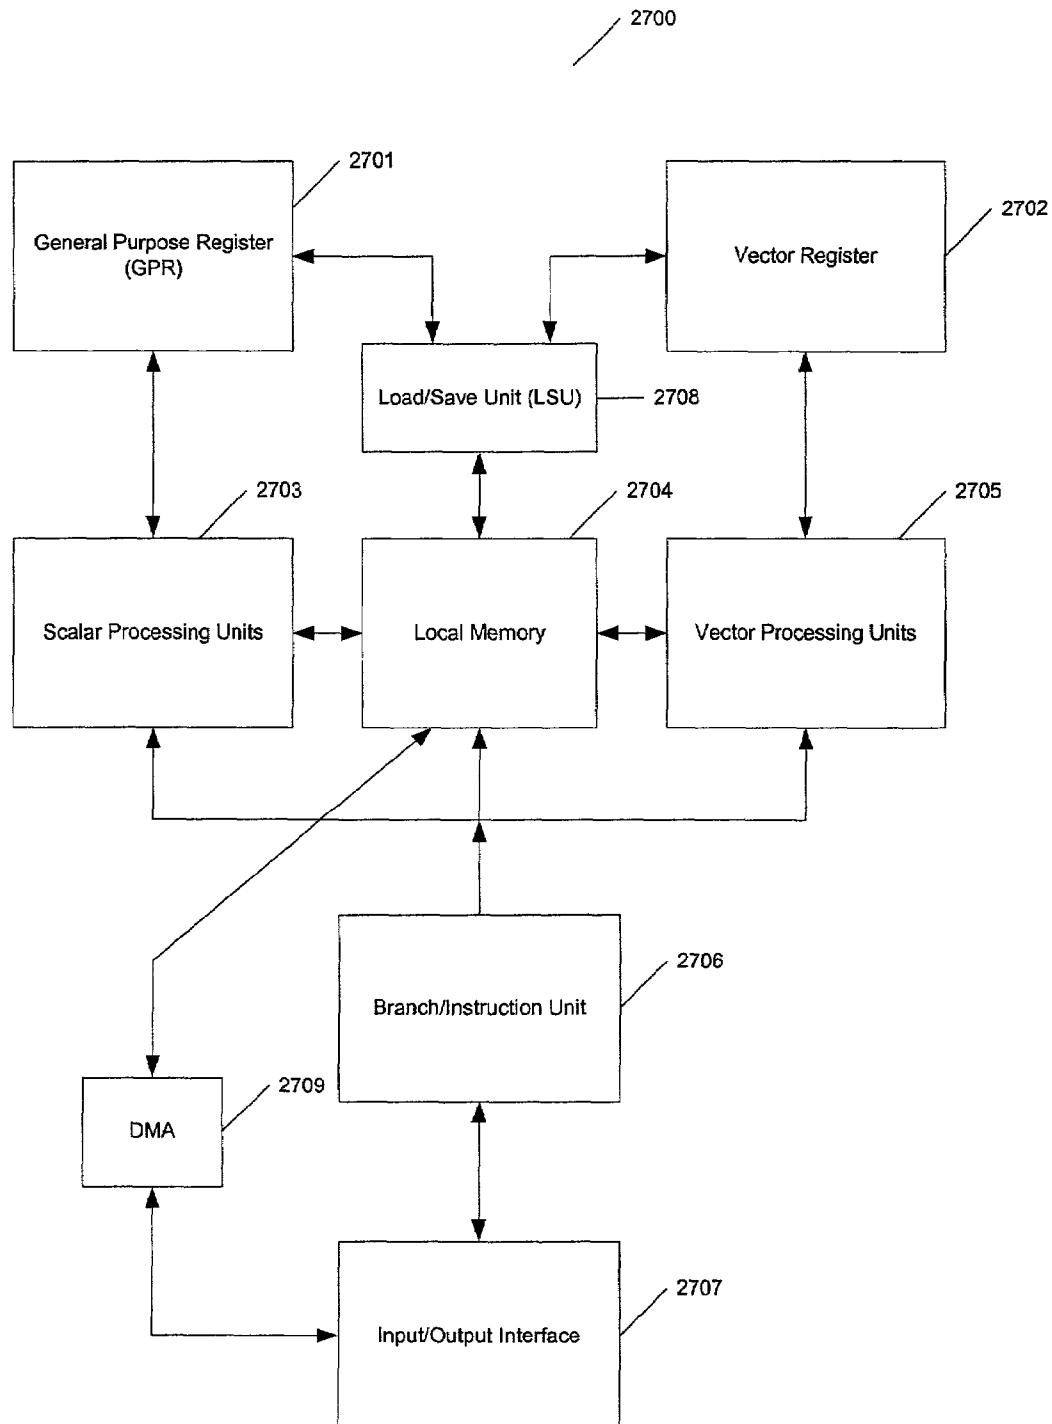 2700
2701
General Purpose Register
(GPR)
Vector Register
2702
Load/Save Unit (LSU)
2708
2703
2704
2705
Scalar Processing Units
Local Memory
Vector Processing Units
2706
Branch/Instruction Unit
2709
DMA
2707
Input/Output Interface